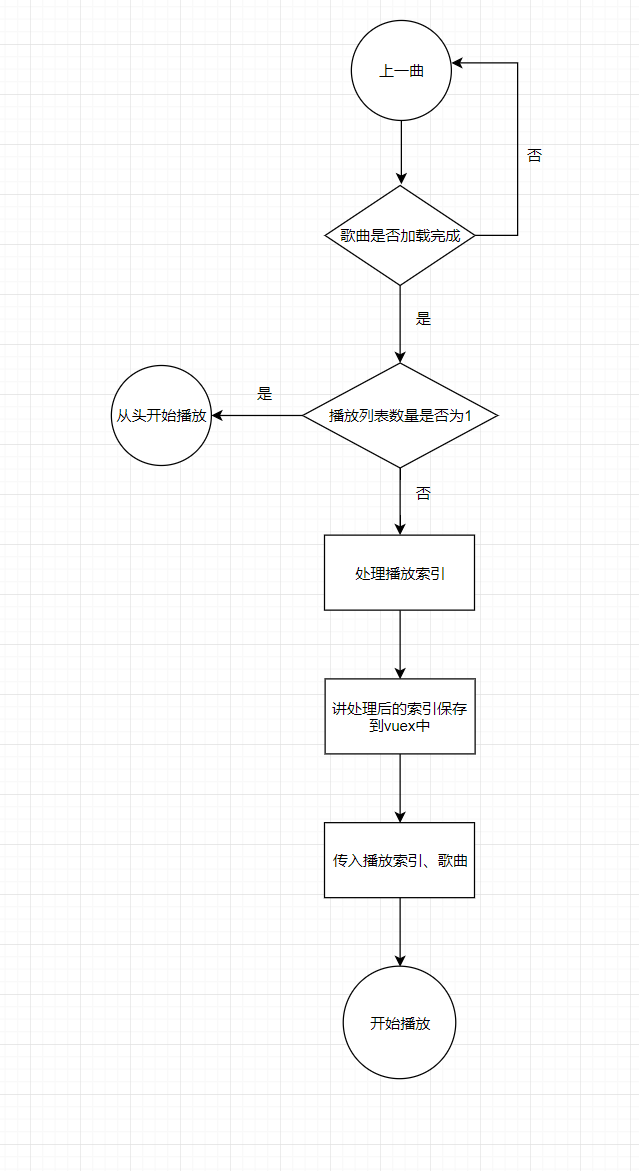 上一曲
否
歌曲是否加载完成
是
是
从头开始播放
播放列表数量是否为1
否
处理播放索引
讲处理后的索引保存
到vuex中
传入播放索引、歌曲
开始播放